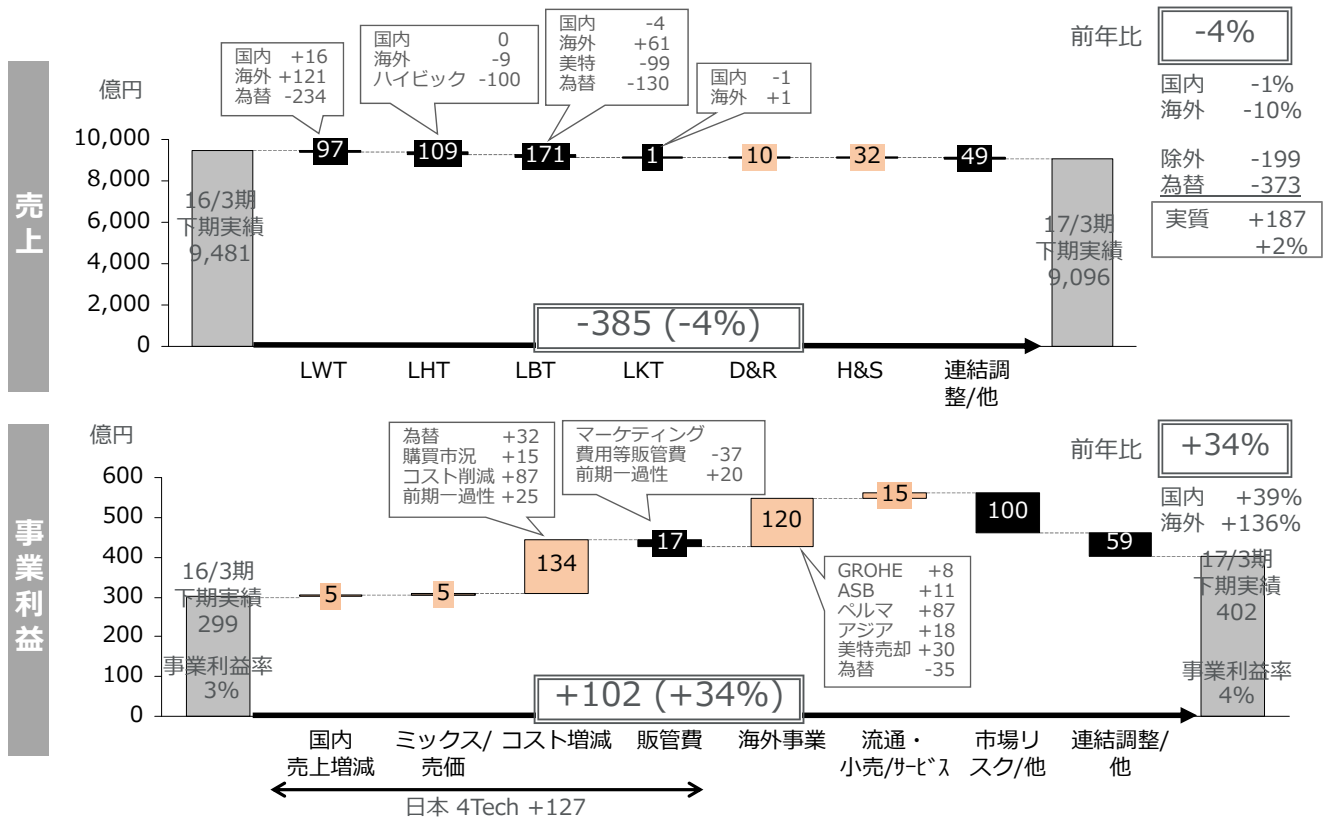 売上
億円
10,000
8,000
6,000
4,000
2,000
0
16/3期
下期実績
9,481
国内 +16
海外 +121
為替 -234
国内 0
海外 -9
ハイビック -100
国内 -4
海外 +61
美特 -99
為替 -130
国内 -1
海外 +1
97
109
171
1
10
32
49
17/3期
下期実績
9,096
-385 (-4%)
LWT
LHT
LBT
LKT
D&R
H&S
連結調
整/他
前年比
-4%
国内 -1%
海外 -10%
除外 -199
為替 -373
実質 +187
+2%
事業利益
億円
600
500
400
300
200
100
0
16/3期
下期実績
299
事業利益率
3%
為替 +32
購買市況 +15
コスト削減 +87
前期一過性 +25
マーケティング
費用等販管費 -37
前期一過性 +20
5
5
134
17
120
15
100
59
GROHE +8
ASB +11
ペルマ +87
アジア +18
美特売却 +30
為替 -35
17/3期
下期実績
402
事業利益率
4%
+102 (+34%)
国内
売上増減
ミックス/
売価
コスト増減
販管費
海外事業
流通・
小売/ｻｰﾋﾞｽ
市場リ
スク/他
連結調整/
他
日本 4Tech +127
前年比
+34%
国内 +39%
海外 +136%